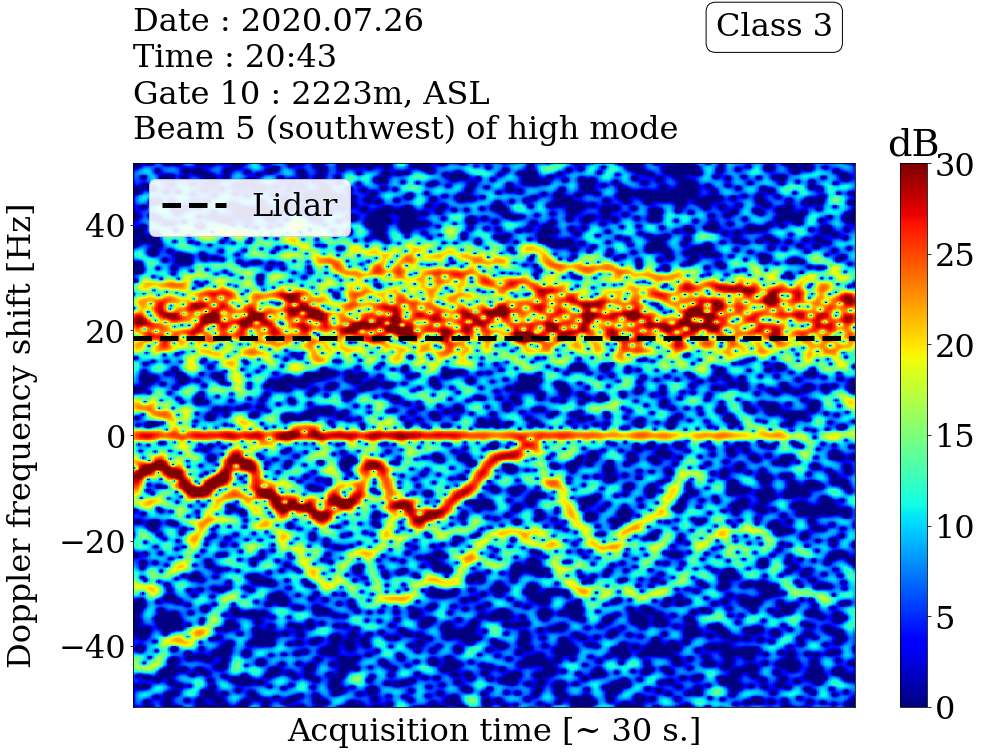 Date : 2020.07.26
Time : 20:43
Gate 10 : 2223m, ASL
Beam 5 (southwest) of high mode
Class 3
dB
Lidar
Doppler frequency shift [Hz]
40
20
0
−20
−40
30
25
20
15
10
5
0
Acquisition time [~ 30 s.]